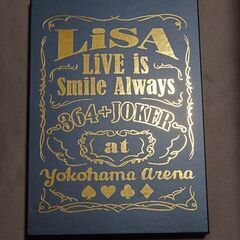 LiSA
LiVE is
Smile Always
364+JOKER
at
Yokohama Arena